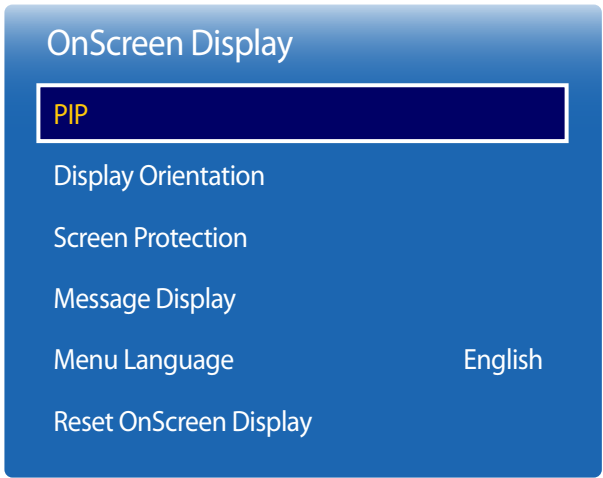 OnScreen Display
PIP
Display Orientation
Screen Protection
Message Display
Menu Language English
Reset OnScreen Display